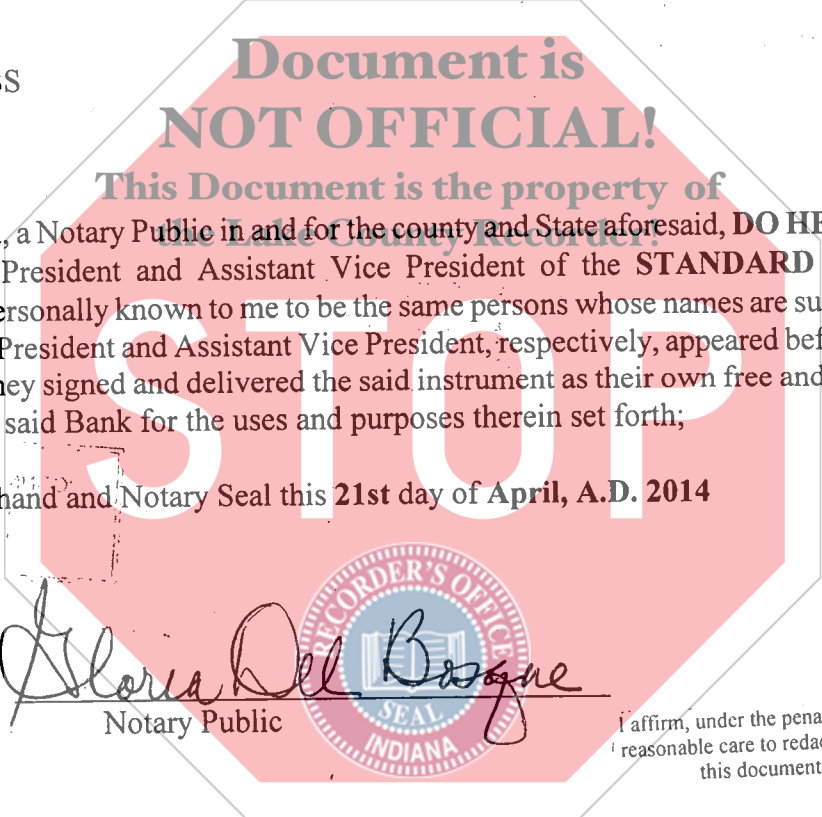 Document is
NOT OFFICIAL!
This Document is the property of
the Lake County Recorder!
SS
, a Notary Public in and for the county and State aforesaid, DO HE
President and Assistant Vice President of the STANDARD
ersonally known to me to be the same persons whose names are su
President and Assistant Vice President, respectively, appeared bef
ey signed and delivered the said instrument as their own free and
said Bank for the uses and purposes therein set forth;
hand and Notary Seal this 21st day of April, A.D. 2014
STOP
Gloria Del Bosque
Notary Public
RECORDER'S OFFICE
SEAL
INDIANA
I affirm, under the pena
reasonable care to redac
this document